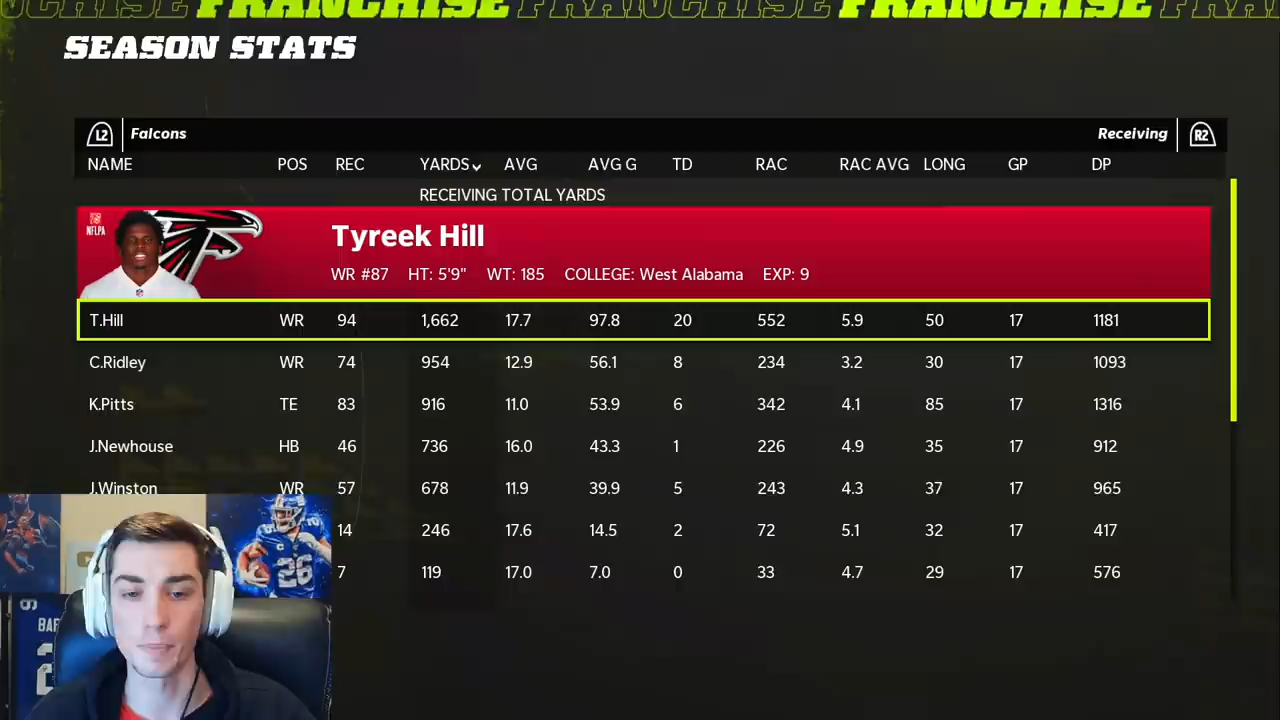 FRANCHISE FRANCHISE FRANCHISE FRANCHISE FRAN
SEASON STATS
L2 Falcons Receiving R2
NAME POS REC YARDS AVG AVG G TD RAC RAC AVG LONG GP DP
RECEIVING TOTAL YARDS
NFLPA
Tyreek Hill
WR #87 HT: 5'9" WT: 185 COLLEGE: West Alabama EXP: 9
T.Hill WR 94 1,662 17.7 97.8 20 552 5.9 50 17 1181
C.Ridley WR 74 954 12.9 56.1 8 234 3.2 30 17 1093
K.Pitts TE 83 916 11.0 53.9 6 342 4.1 85 17 1316
J.Newhouse HB 46 736 16.0 43.3 1 226 4.9 35 17 912
J.Winston WR 57 678 11.9 39.9 5 243 4.3 37 17 965
14 246 17.6 14.5 2 72 5.1 32 17 417
7 119 17.0 7.0 0 33 4.7 29 17 576
26
BAR